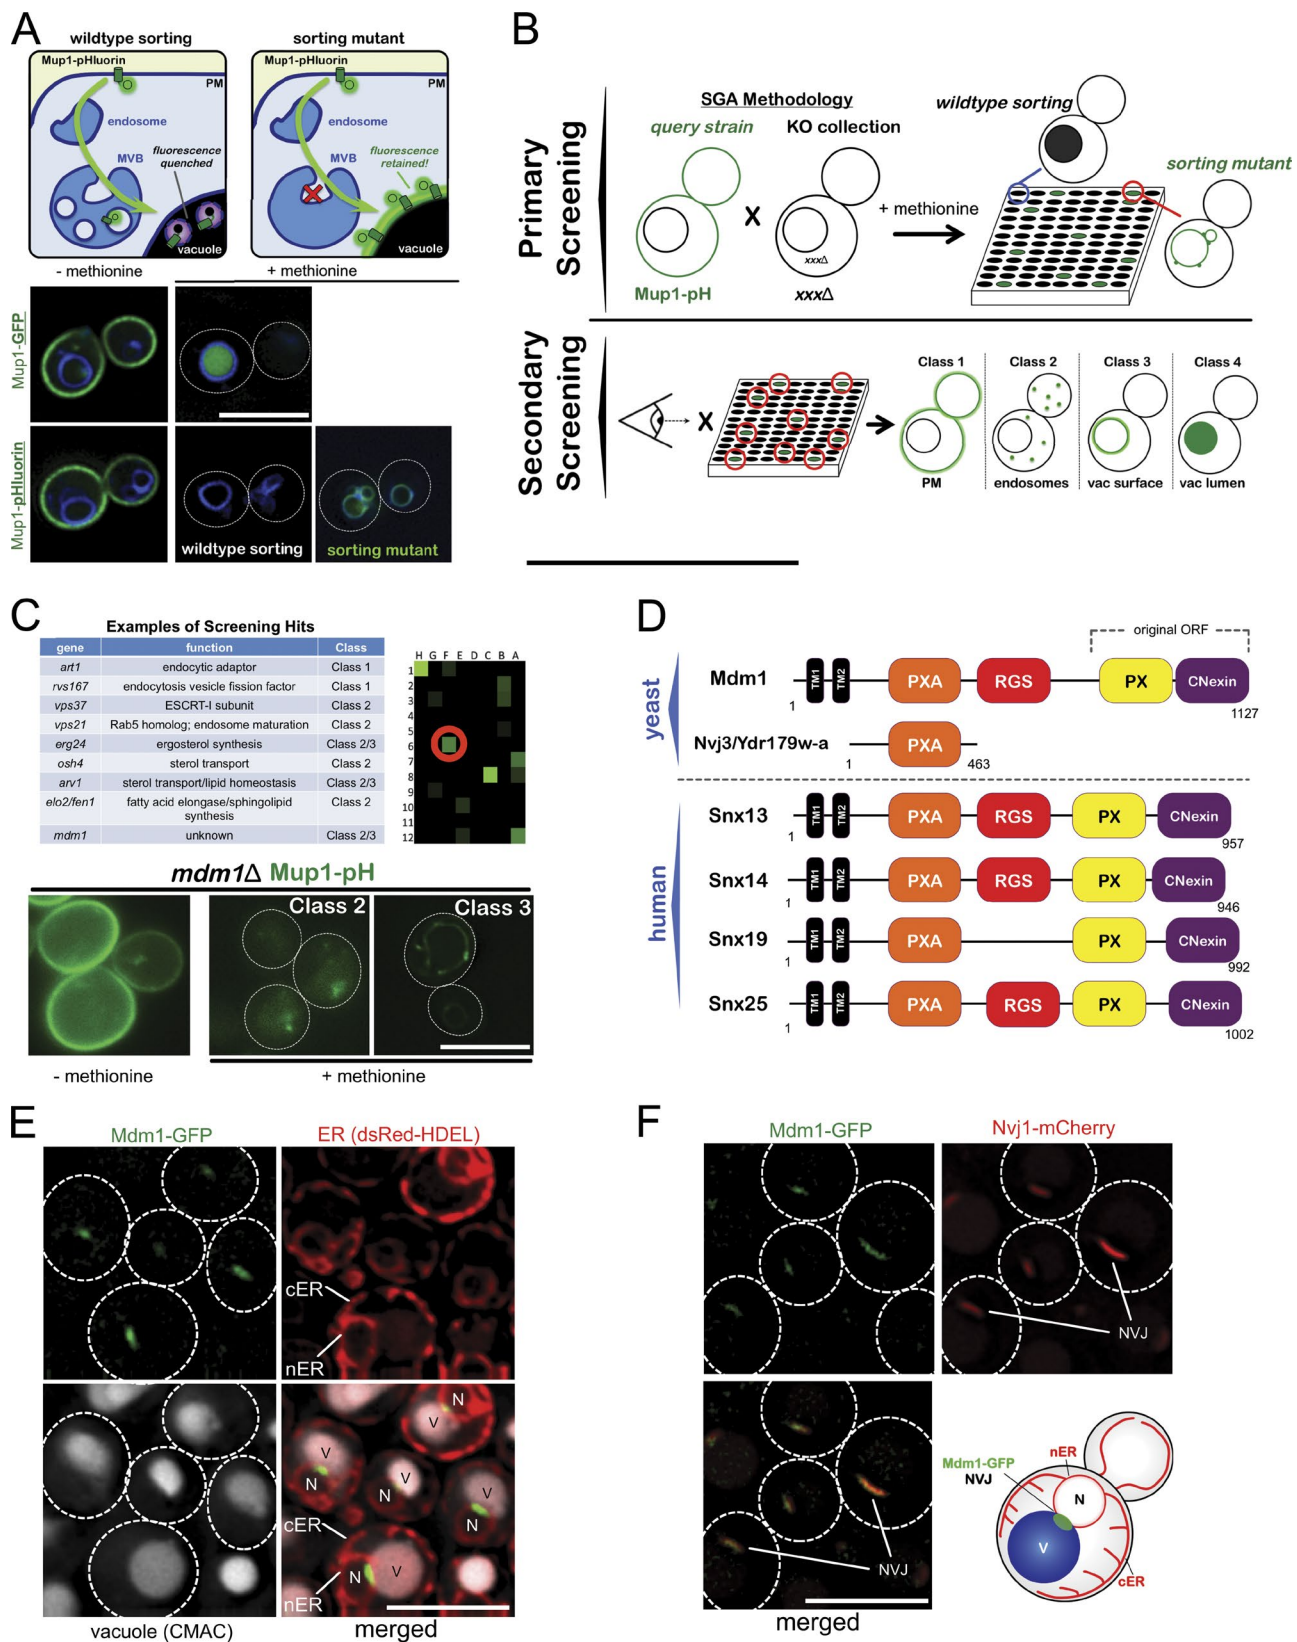 A
wildtype sorting
sorting mutant
Mup1-pHluorin
PM
endosome
MVB
fluorescence
quenched
vacuole
Mup1-pHluorin
PM
endosome
MVB
fluorescence
retained!
vacuole
- methionine
+ methionine
Mup1-GFP
Mup1-pHluorin
wildtype sorting
sorting mutant
B
Primary
Screening
SGA Methodology
query strain
KO collection
X
xxxΔ
Mup1-pH
xxxΔ
+ methionine
wildtype sorting
sorting mutant
Secondary
Screening
X
Class 1
Class 2
Class 3
Class 4
PM
endosomes
vac surface
vac lumen
C
Examples of Screening Hits
gene function Class
art1 endocytic adaptor Class 1
rvs167 endocytosis vesicle fission factor Class 1
vps37 ESCRT-I subunit Class 2
vps21 Rab5 homolog; endosome maturation Class 2
erg24 ergosterol synthesis Class 2/3
osh4 sterol transport Class 2
arv1 sterol transport/lipid homeostasis Class 2/3
elo2/fen1 fatty acid elongase/sphingolipid Class 2
synthesis
mdm1 unknown Class 2/3
H G F E D C B A
1
2
3
4
5
6
7
8
9
10
11
12
mdm1Δ Mup1-pH
Class 2
Class 3
- methionine
+ methionine
D
original ORF
yeast
Mdm1
1
TM1
TM2
PXA
RGS
PX
CNexin
1127
Nvj3/Ydr179w-a
1
PXA
463
human
Snx13
1
TM1
TM2
PXA
RGS
PX
CNexin
957
Snx14
1
TM1
TM2
PXA
RGS
PX
CNexin
946
Snx19
1
TM1
TM2
PXA
PX
CNexin
992
Snx25
1
TM1
TM2
PXA
RGS
PX
CNexin
1002
E
Mdm1-GFP
ER (dsRed-HDEL)
cER
nER
N
V
V
N
V
N
V
N
cER
N
V
nER
vacuole (CMAC)
merged
F
Mdm1-GFP
Nvj1-mCherry
NVJ
NVJ
merged
nER
Mdm1-GFP
NVJ
N
V
cER